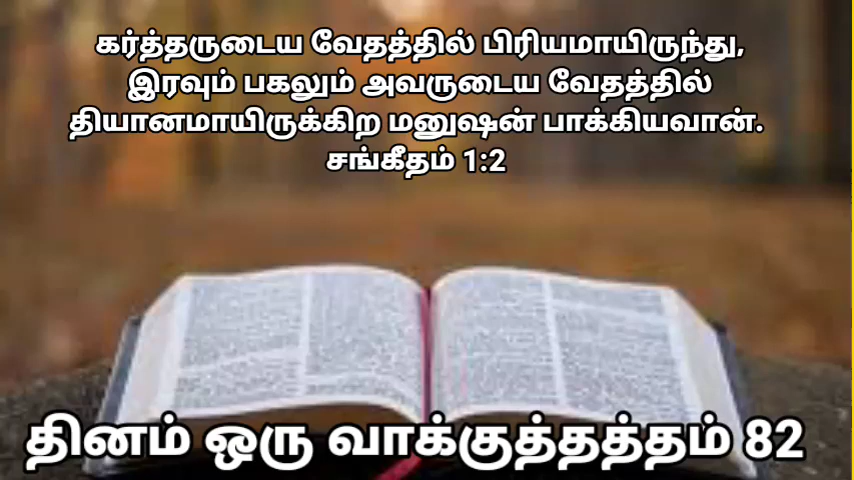 கர்த்தருடைய வேதத்தில் பிரியமாயிருந்து,
இரவும் பகலும் அவருடைய வேதத்தில்
தியானமாயிருக்கிற மனுஷன் பாக்கியவான்.
சங்கீதம் 1:2
தினம் ஒரு வாக்குத்தத்தம் 82